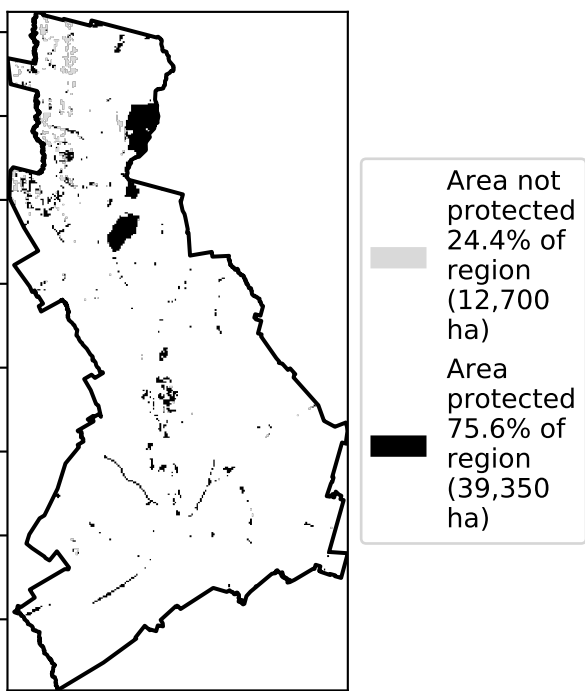 Area not
protected
24.4% of
region
(12,700
ha)
Area
protected
75.6% of
region
(39,350
ha)